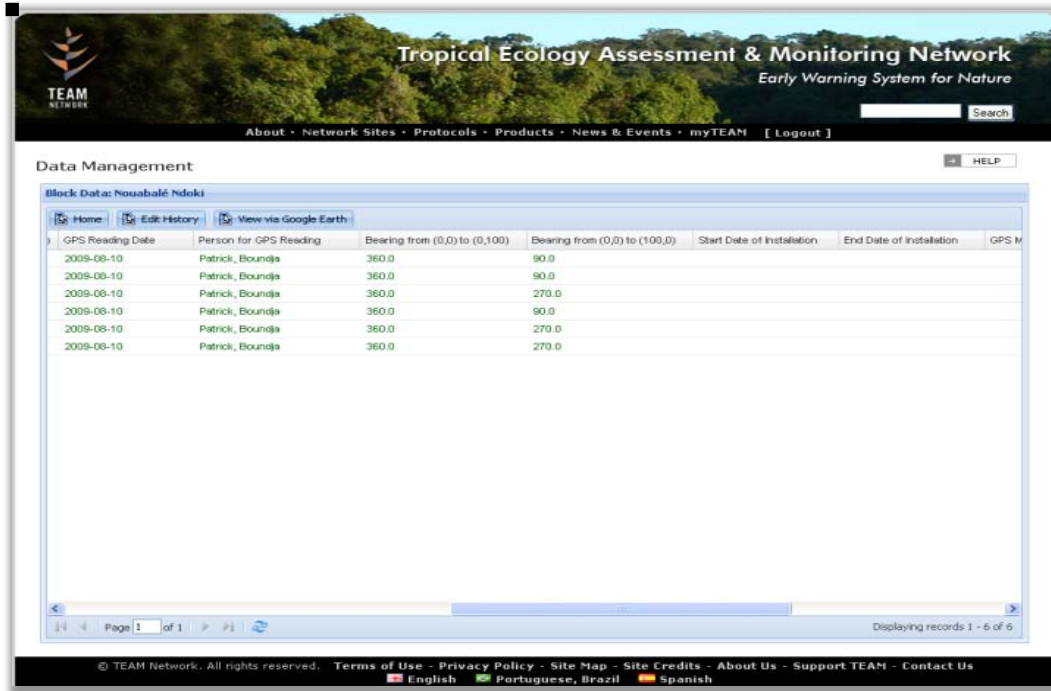 Tropical Ecology Assessment & Monitoring Network
Early Warning System for Nature
TEAM
NETWORK
Search
About • Network Sites • Protocols • Products • News & Events • myTEAM [ Logout ]
Data Management
HELP
Block Data: Nouabalé Ndoki
Home Edit History View via Google Earth
) GPS Reading Date Person for GPS Reading Bearing from (0,0) to (0,100) Bearing from (0,0) to (100,0) Start Date of Installation End Date of Installation GPS M
2009-08-10 Patrick, Boundja 360.0 90.0
2009-08-10 Patrick, Boundja 360.0 90.0
2009-08-10 Patrick, Boundja 360.0 270.0
2009-08-10 Patrick, Boundja 360.0 90.0
2009-08-10 Patrick, Boundja 360.0 270.0
2009-08-10 Patrick, Boundja 360.0 270.0
Page 1 of 1 Displaying records 1 - 6 of 6
© TEAM Network. All rights reserved. Terms of Use - Privacy Policy - Site Map - Site Credits - About Us - Support TEAM - Contact Us
English Portuguese, Brazil Spanish